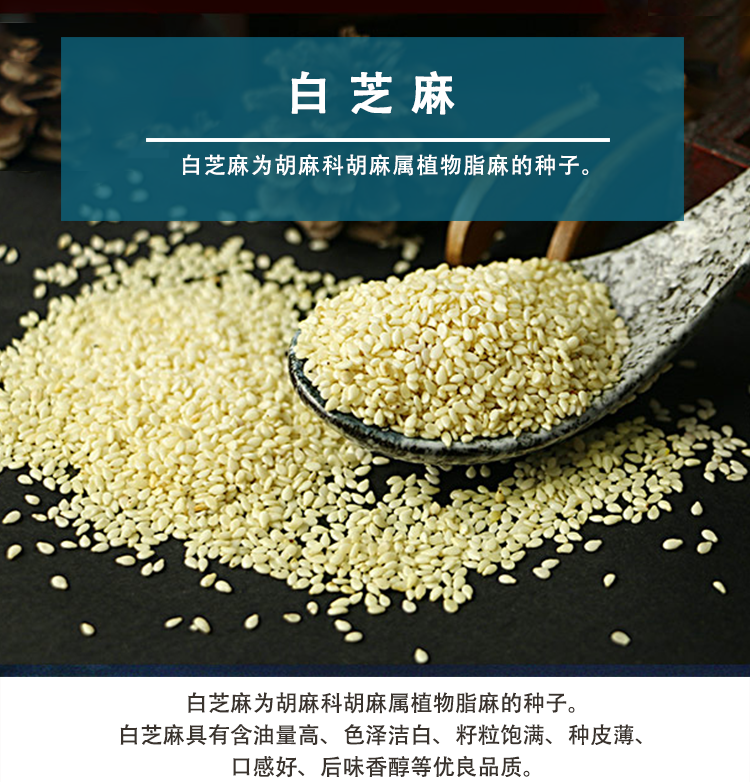 白芝麻
白芝麻为胡麻科胡麻属植物脂麻的种子。
白芝麻为胡麻科胡麻属植物脂麻的种子。
白芝麻具有含油量高、色泽洁白、籽粒饱满、种皮薄、
口感好、后味香醇等优良品质。